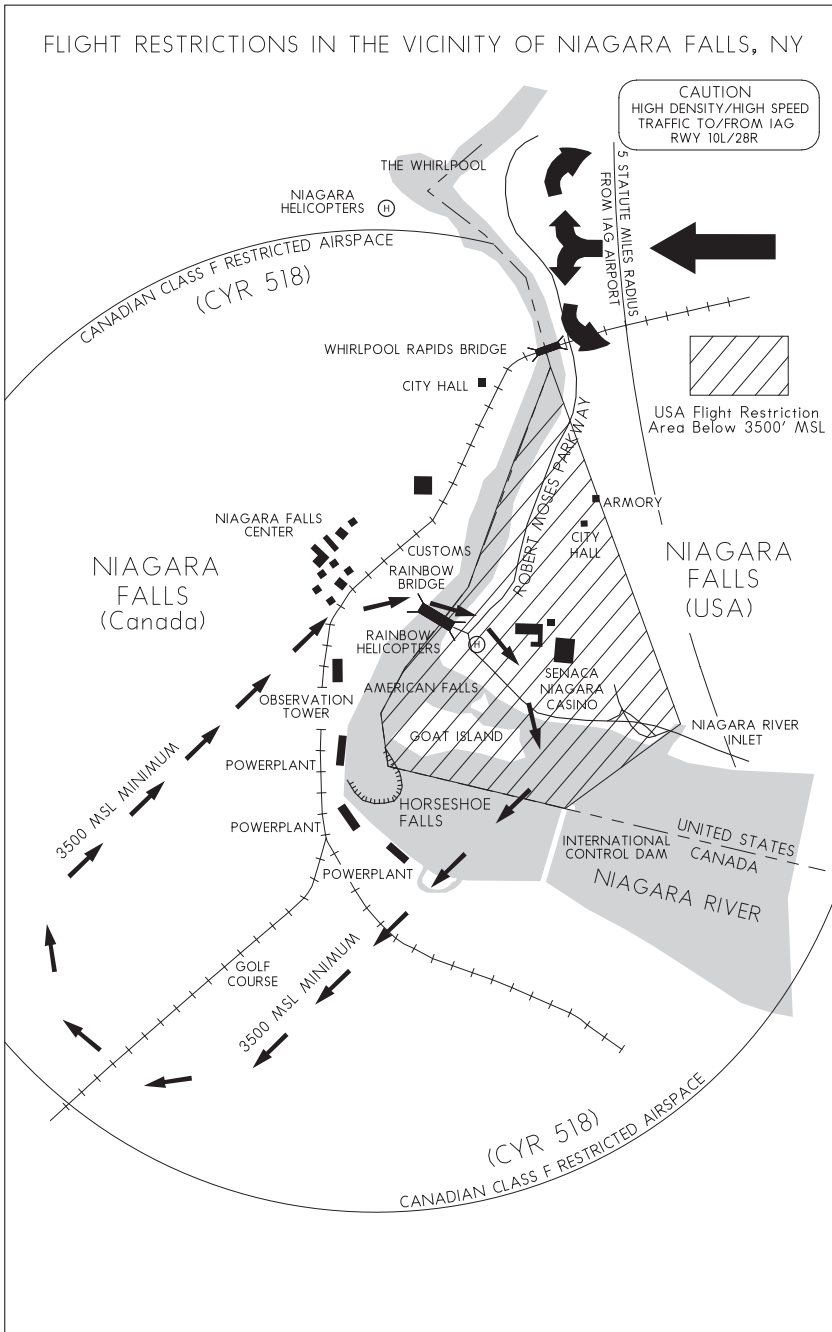 FLIGHT RESTRICTIONS IN THE VICINITY OF NIAGARA FALLS, NY
CAUTION
HIGH DENSITY/HIGH SPEED
TRAFFIC TO/FROM IAG
RWY 10L/28R
THE WHIRLPOOL
5 STATUTE MILES RADIUS
FROM IAG AIRPORT
NIAGARA
HELICOPTERS
H
CANADIAN CLASS F RESTRICTED AIRSPACE
(CYR 518)
WHIRLPOOL RAPIDS BRIDGE
CITY HALL
USA Flight Restriction
Area Below 3500' MSL
ROBERT MOSES PARKWAY
ARMORY
NIAGARA FALLS
CENTER
CITY
HALL
CUSTOMS
NIAGARA
FALLS
(Canada)
NIAGARA
FALLS
(USA)
RAINBOW
BRIDGE
RAINBOW
HELICOPTERS
H
SENACA
NIAGARA
CASINO
AMERICAN FALLS
OBSERVATION
TOWER
GOAT ISLAND
NIAGARA RIVER
INLET
3500 MSL MINIMUM
POWERPLANT
HORSESHOE
FALLS
POWERPLANT
INTERNATIONAL
CONTROL DAM
UNITED STATES
CANADA
POWERPLANT
NIAGARA RIVER
GOLF
COURSE
3500 MSL MINIMUM
(CYR 518)
CANADIAN CLASS F RESTRICTED AIRSPACE